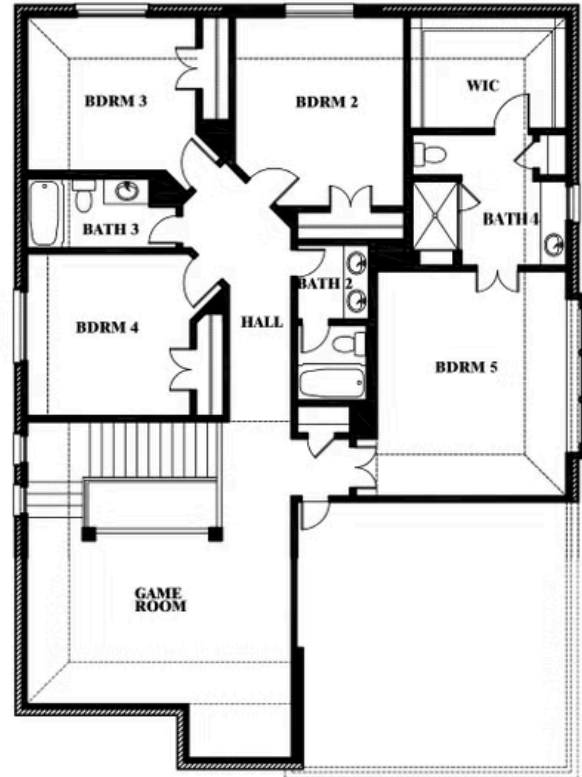 BDRM 3
BDRM 2
WIC
BATH 3
BATH 4
BATH 2
BDRM 4
HALL
BDRM 5
GAME
ROOM